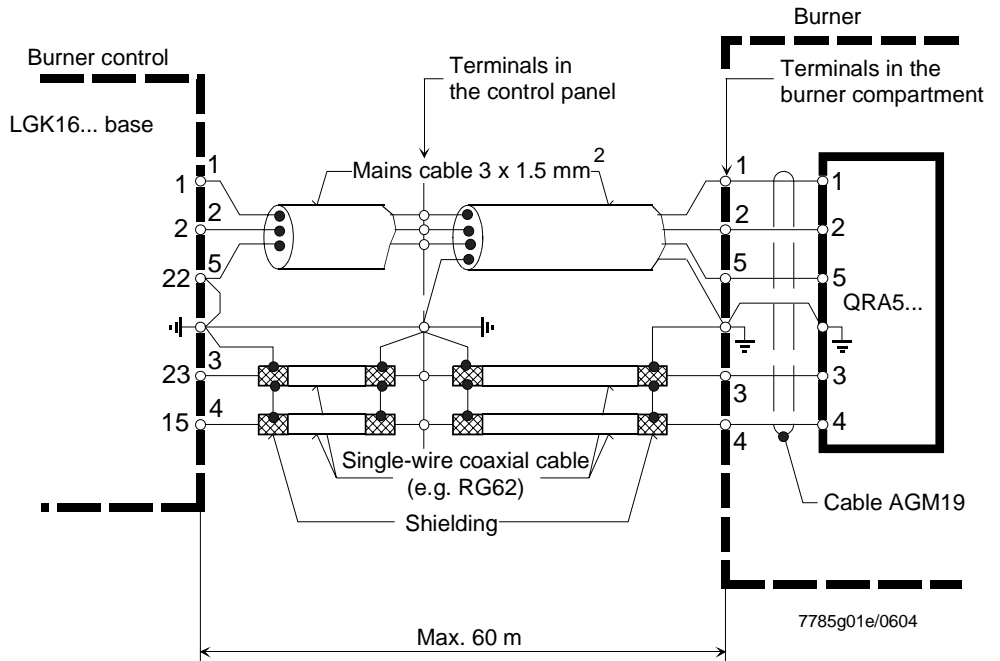 Burner
Burner control
Terminals in
the control panel
Terminals in the
burner compartment
LGK16... base
Mains cable 3 x 1.5 mm 2
1
1
1
1
2
2
2
2
5
22
5
5
QRA5...
3
23
3
3
4
15
4
4
Single-wire coaxial cable
(e.g. RG62)
Shielding
Cable AGM19
7785g01e/0604
Max. 60 m